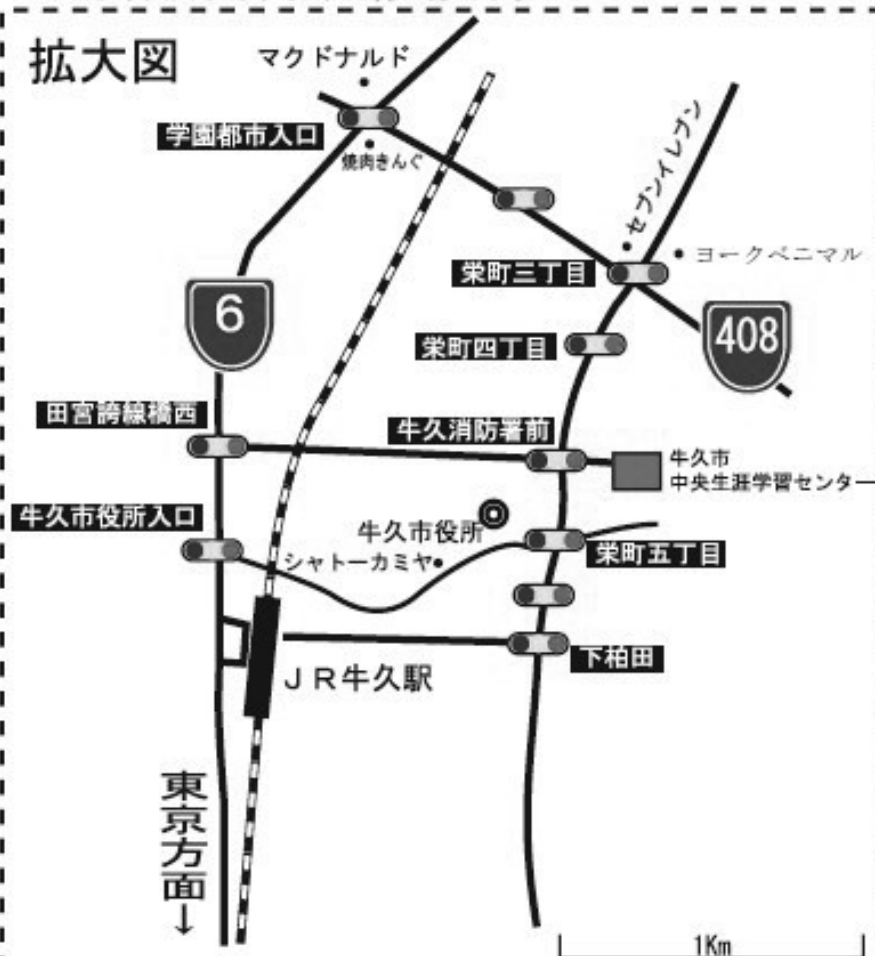 拡大図
マクドナルド
学園都市入口
焼肉きんぐ
セブンイレブン
ヨークベニマル
栄町三丁目
6
408
栄町四丁目
田宮誇線橋西
牛久消防署前
牛久市
中央生涯学習センター
牛久市役所入口
牛久市役所
シャトーカミヤ
栄町五丁目
下柏田
JR牛久駅
東京方面↓
1Km